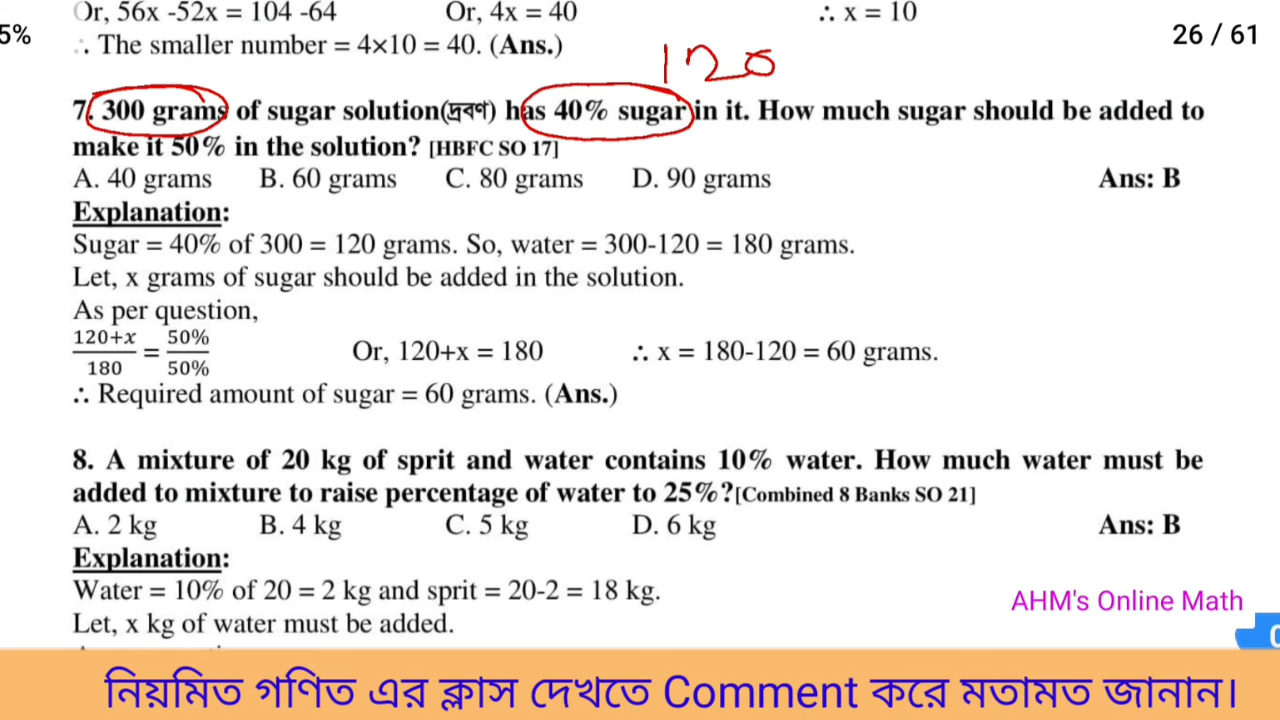 Or, 56x -52x = 104 -64 Or, 4x = 40 ∴ x = 10
5%
26 / 61
∴ The smaller number = 4×10 = 40. (Ans.)
120
7. 300 grams of sugar solution(দ্রবণ) has 40% sugar in it. How much sugar should be added to
make it 50% in the solution? [HBFC SO 17]
A. 40 grams B. 60 grams C. 80 grams D. 90 grams Ans: B
Explanation:
Sugar = 40% of 300 = 120 grams. So, water = 300-120 = 180 grams.
Let, x grams of sugar should be added in the solution.
As per question,
120+x/180 = 50%/50% Or, 120+x = 180 ∴ x = 180-120 = 60 grams.
∴ Required amount of sugar = 60 grams. (Ans.)
8. A mixture of 20 kg of sprit and water contains 10% water. How much water must be
added to mixture to raise percentage of water to 25%?[Combined 8 Banks SO 21]
A. 2 kg B. 4 kg C. 5 kg D. 6 kg Ans: B
Explanation:
Water = 10% of 20 = 2 kg and sprit = 20-2 = 18 kg.
AHM's Online Math
Let, x kg of water must be added.
নিয়মিত গণিত এর ক্লাস দেখতে Comment করে মতামত জানান।